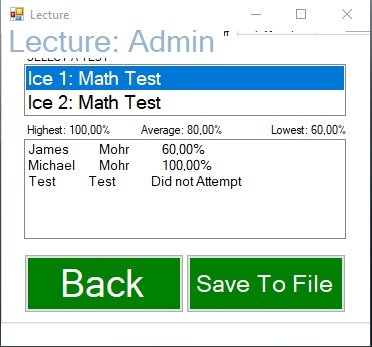 Lecture
Lecture: Admin
SELECT A TEST
Ice 1: Math Test
Ice 2: Math Test
Highest: 100,00% Average: 80,00% Lowest: 60,00%
James Mohr 60,00%
Michael Mohr 100,00%
Test Test Did not Attempt
Back Save To File